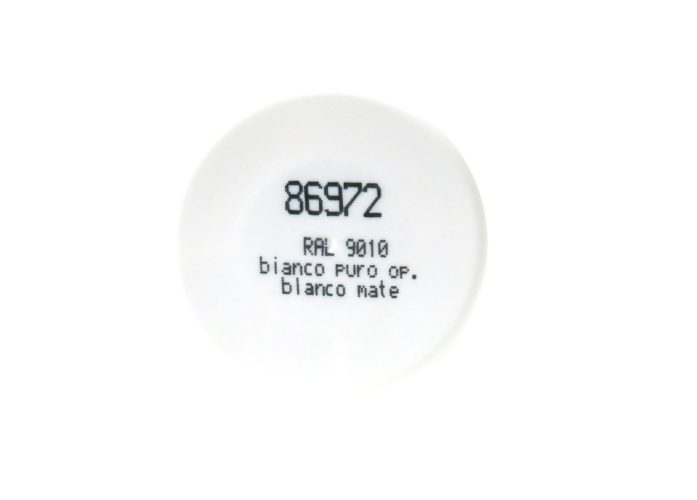 86972
RAL 9010
bianco puro op.
blanco mate